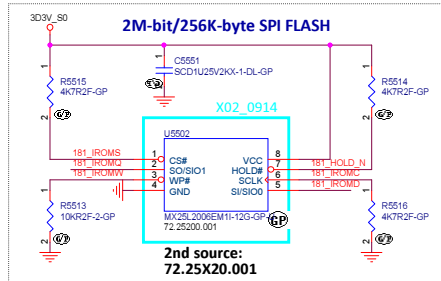 3D3V_S0
2M-bit/256K-byte SPI FLASH
1
2
C5551
SCD1U25V2KX-1-DL-GP
1
2
R5515
4K7R2F-GP
1
2
R5514
4K7R2F-GP
X02_0914
U5502
181_IROMS
181_IROMQ
181_IROMW
1
2
3
4
CS#
SO/SIO1
WP#
GND
VCC
HOLD#
SCLK
SI/SIO0
8
7
6
5
181_HOLD_N
181_IROMC
181_IROMD
MX25L2006EM1I-12G-GP
72.25200.001
GP
1
2
R5513
10KR2F-2-GP
1
2
R5516
4K7R2F-GP
2nd source:
72.25X20.001